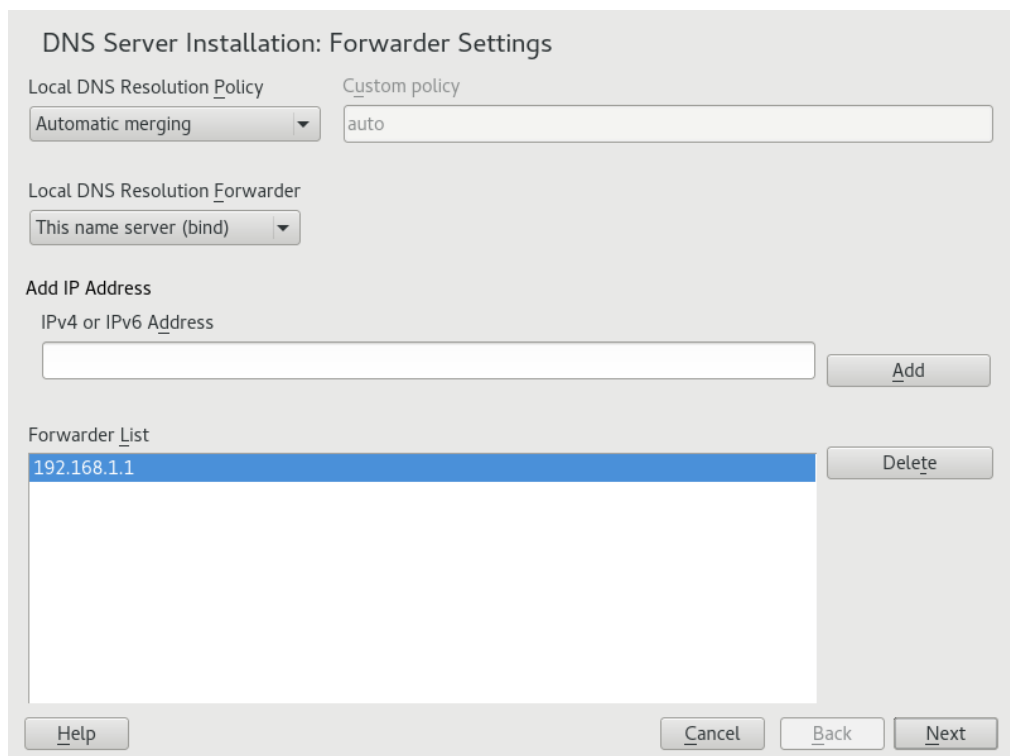 DNS Server Installation: Forwarder Settings
Local DNS Resolution Policy
Custom policy
Automatic merging
auto
Local DNS Resolution Forwarder
This name server (bind)
Add IP Address
IPv4 or IPv6 Address
Add
Forwarder List
192.168.1.1
Delete
Help
Cancel
Back
Next